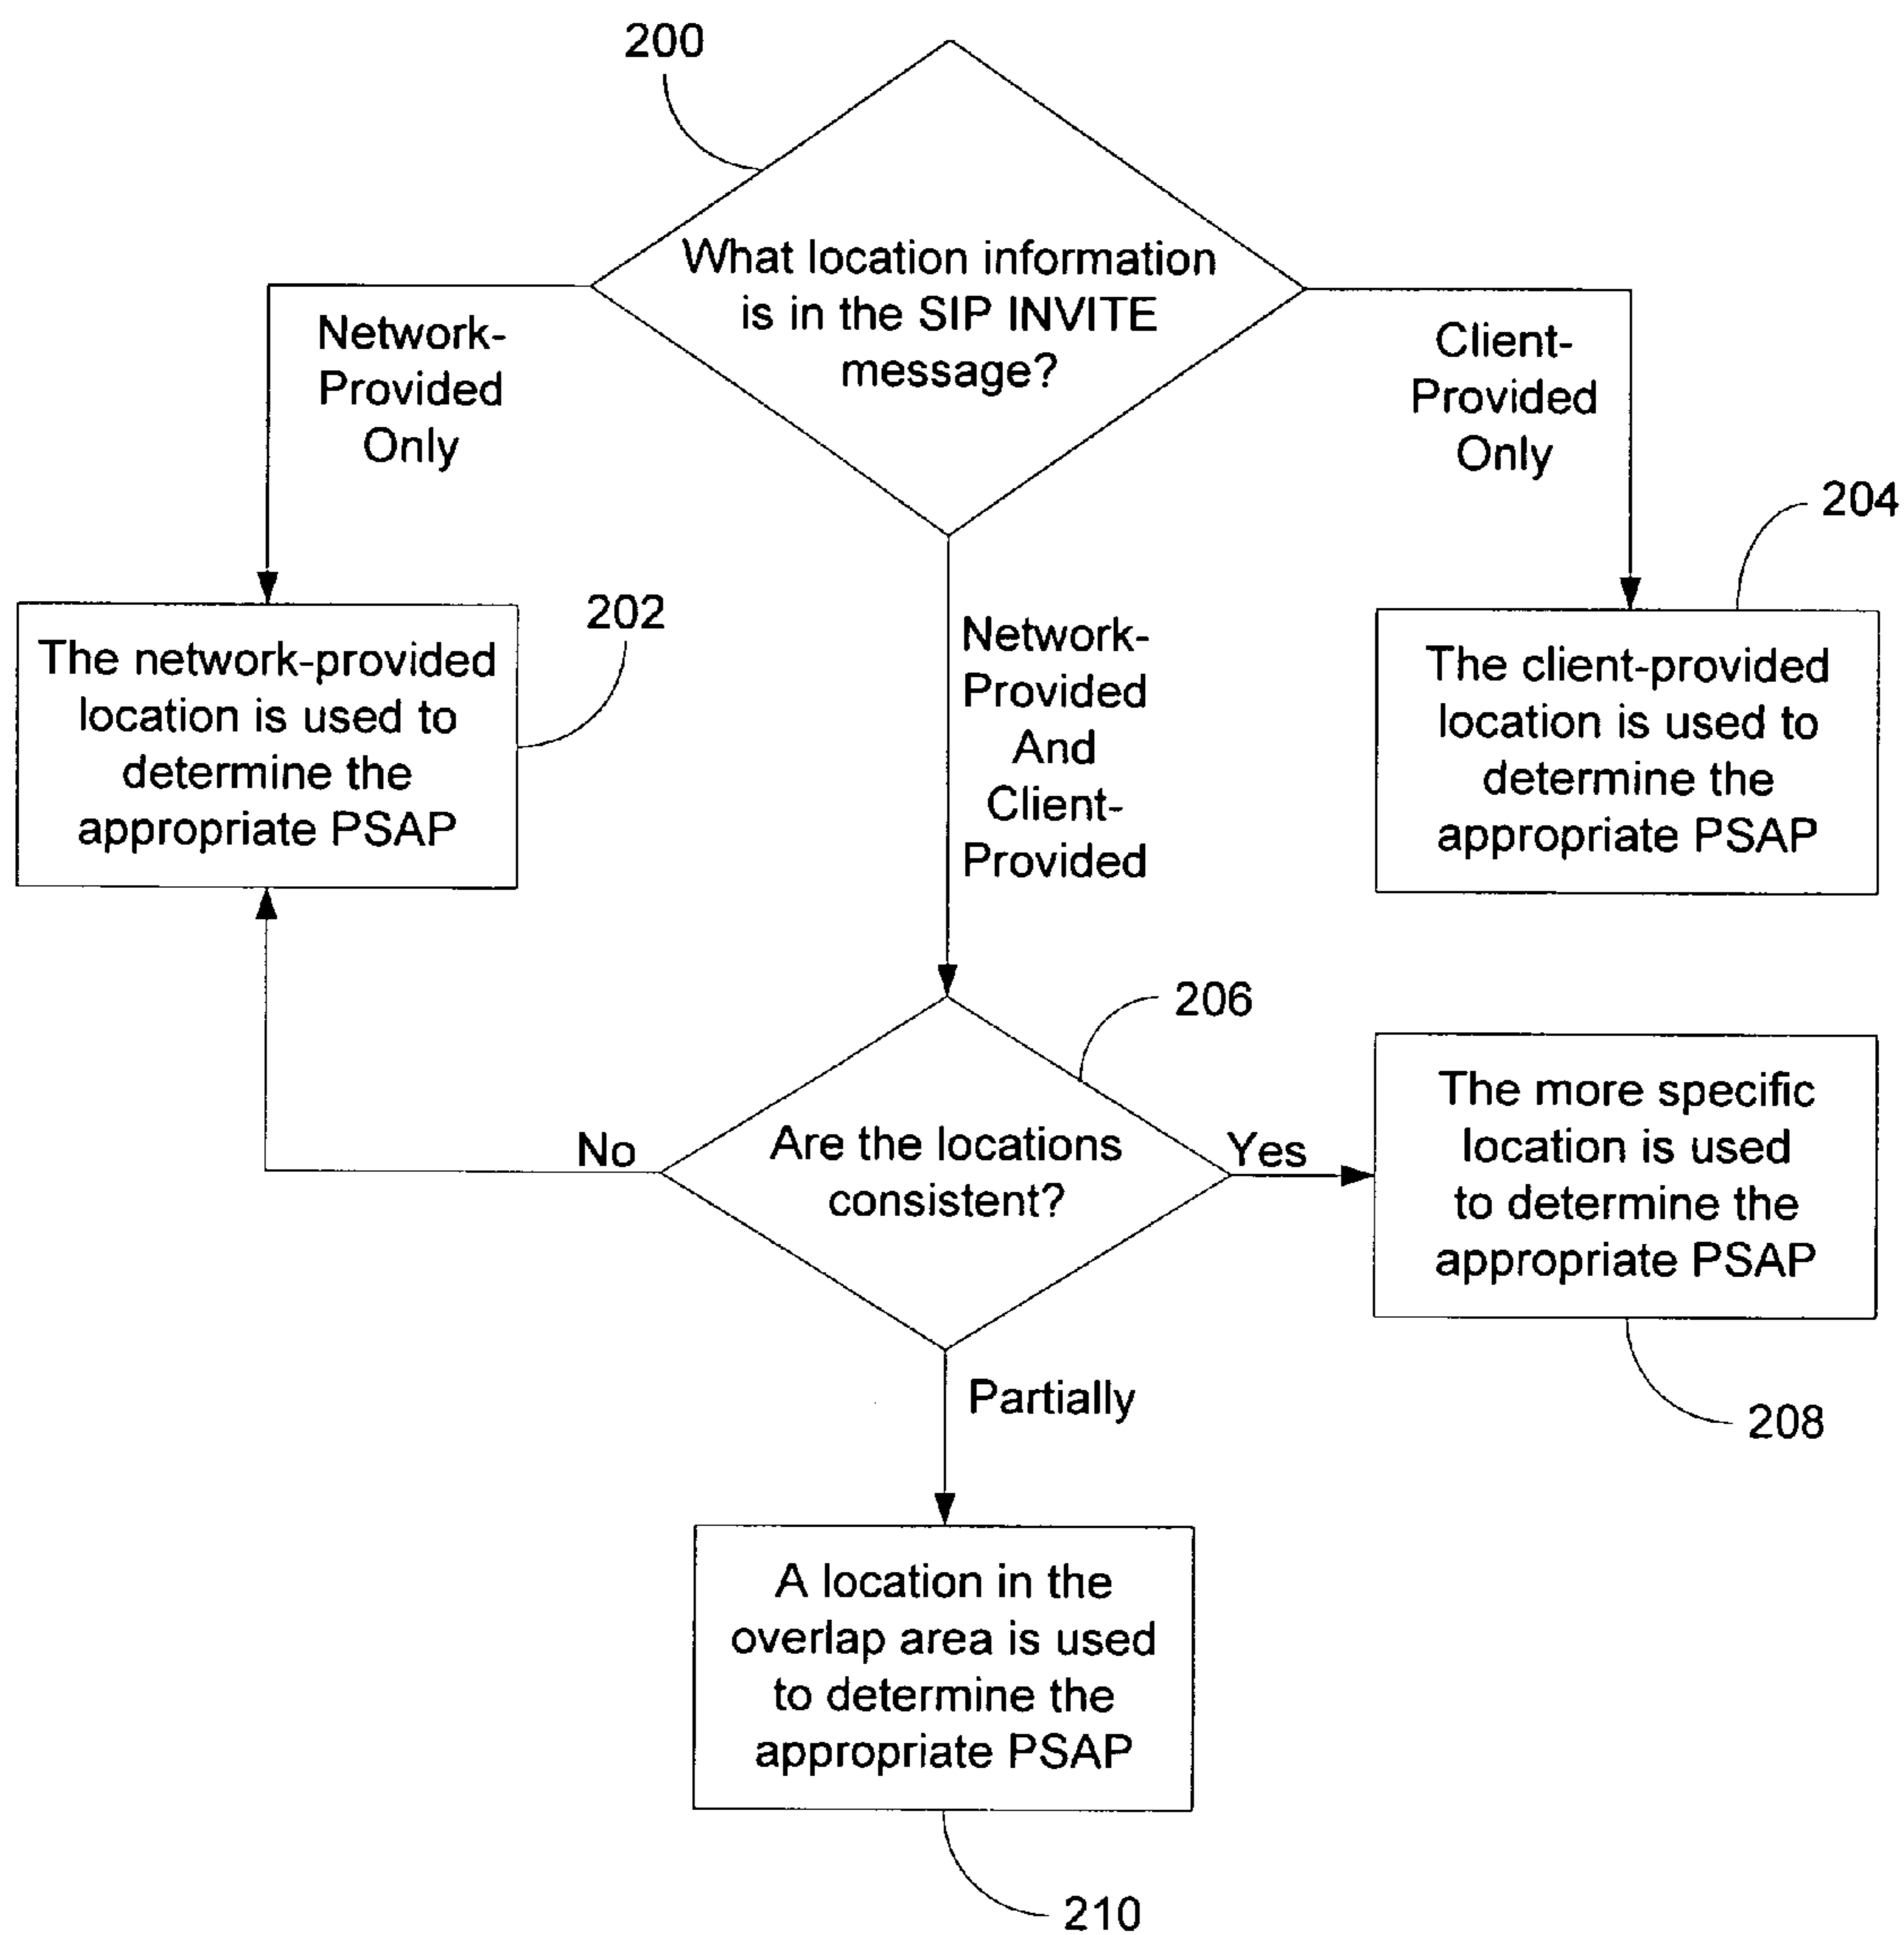 200
What location information
is in the SIP INVITE
message?
Network-
Provided
Only
Client-
Provided
Only
204
202
The network-provided
location is used to
determine the
appropriate PSAP
Network-
Provided
And
Client-
Provided
The client-provided
location is used to
determine the
appropriate PSAP
206
No
Are the locations
consistent?
Yes
The more specific
location is used
to determine the
appropriate PSAP
Partially
208
A location in the
overlap area is used
to determine the
appropriate PSAP
210